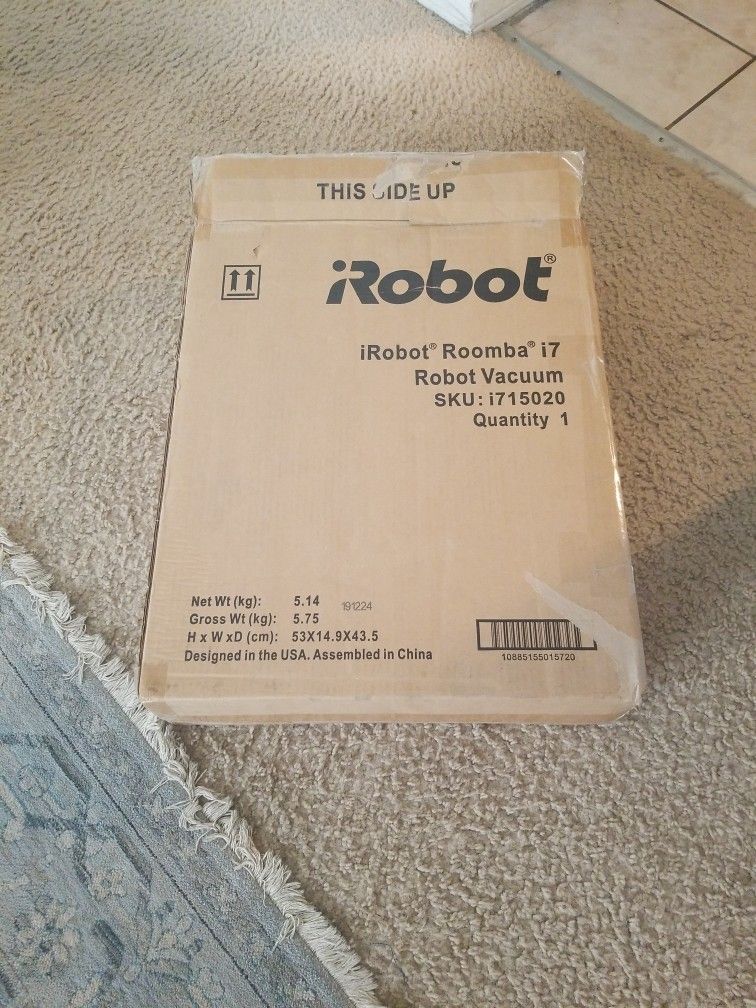 THIS SIDE UP
iRobot®
iRobot® Roomba® i7
Robot Vacuum
SKU: i715020
Quantity 1
Net Wt (kg): 5.14 191224
Gross Wt (kg): 5.75
H x W xD (cm): 53X14.9X43.5
Designed in the USA. Assembled in China
10885155015720